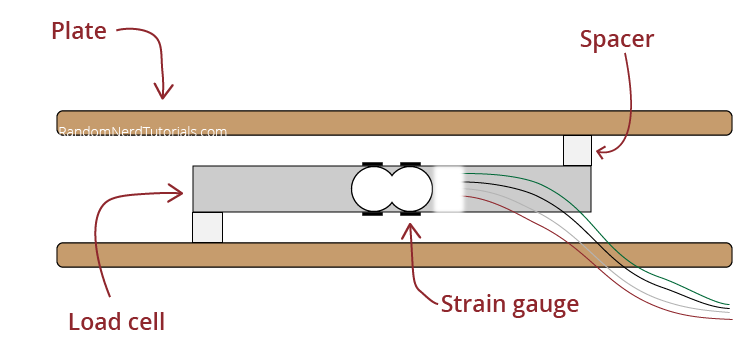 Plate
Spacer
RandomNerdTutorials.com
Load cell
Strain gauge